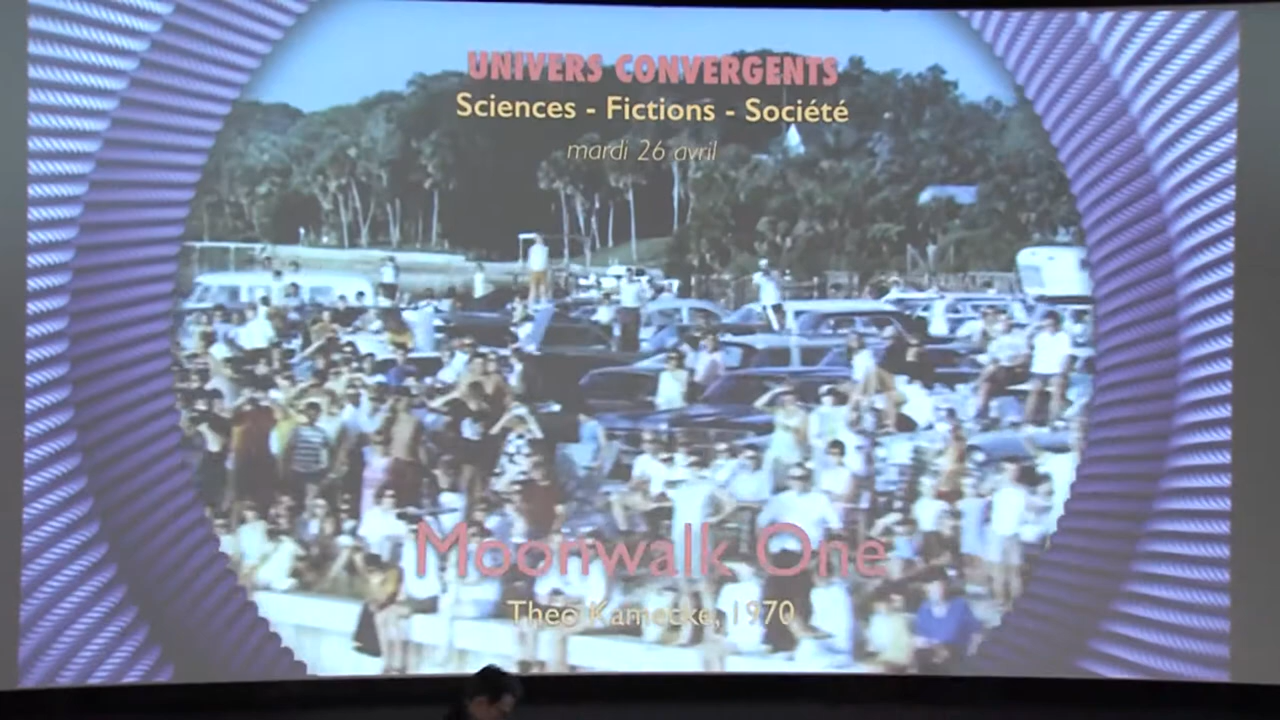 UNIVERS CONVERGENTS
Sciences - Fictions - Société
mardi 26 avril
Moonwalk One
Theo Kamecke, 1970